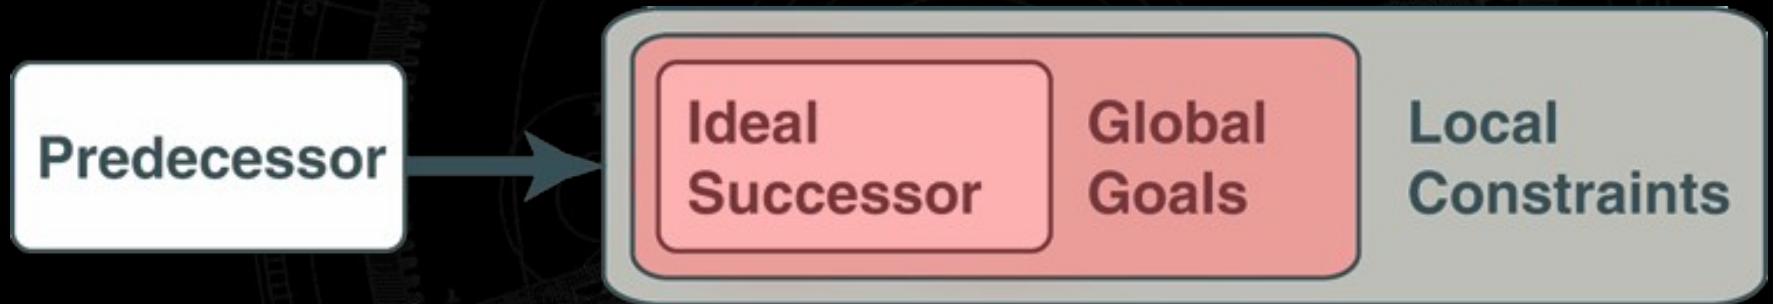 Predecessor
Ideal
Successor
Global
Goals
Local
Constraints